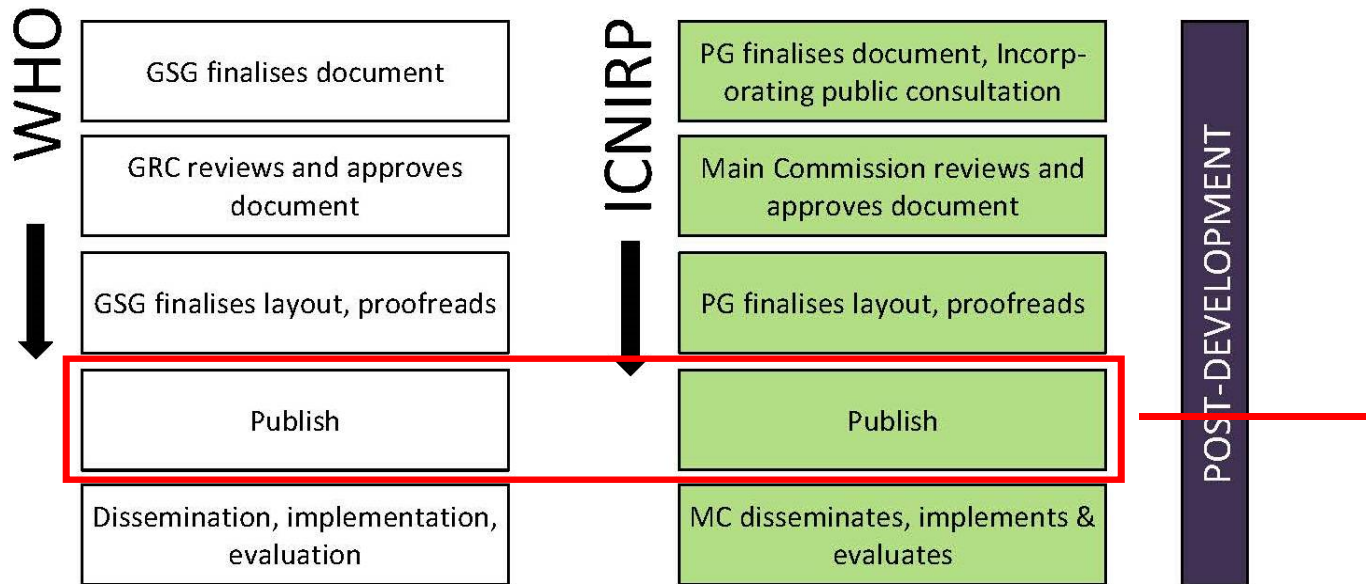 WHO
GSG finalises document
GRC reviews and approves
document
GSG finalises layout, proofreads
Publish
Dissemination, implementation,
evaluation
ICNIRP
PG finalises document, Incorp-
orating public consultation
Main Commission reviews and
approves document
PG finalises layout, proofreads
Publish
MC disseminates, implements &
evaluates
POST-DEVELOPMENT